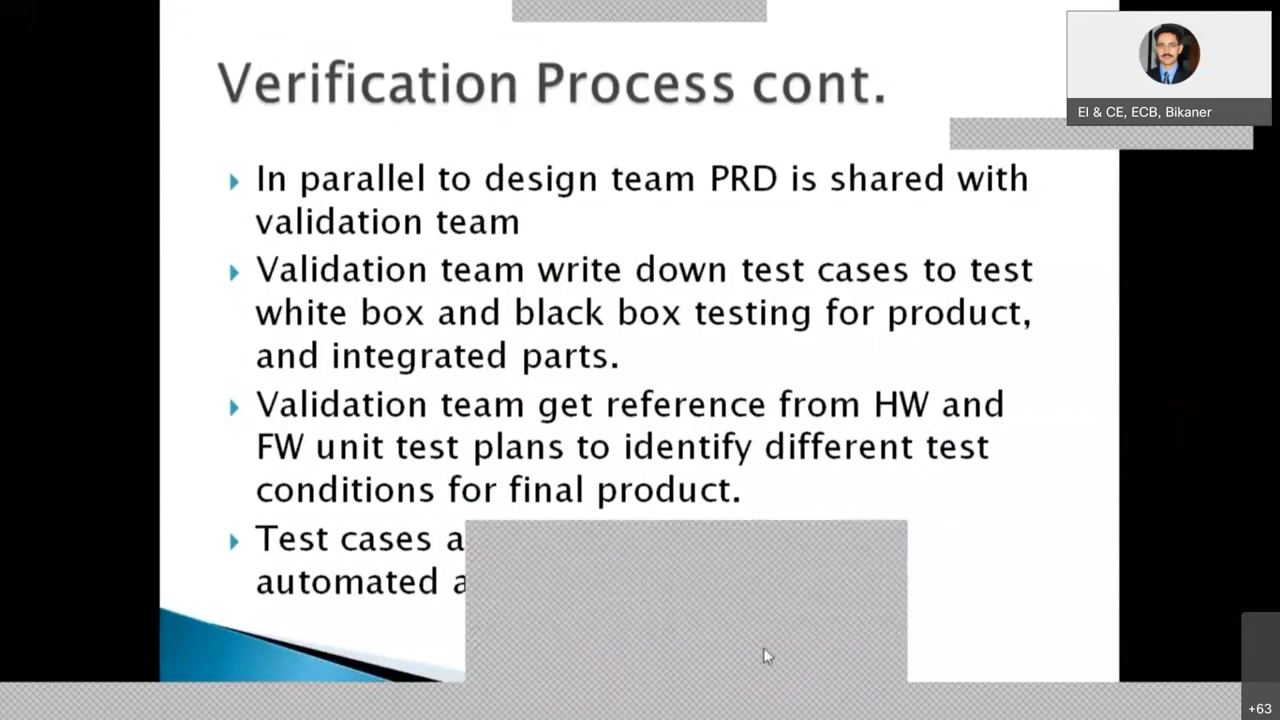 Verification Process cont.
In parallel to design team PRD is shared with
validation team
Validation team write down test cases to test
white box and black box testing for product,
and integrated parts.
Validation team get reference from HW and
FW unit test plans to identify different test
conditions for final product.
Test cases a
automated a
EI & CE, ECB, Bikaner
+63